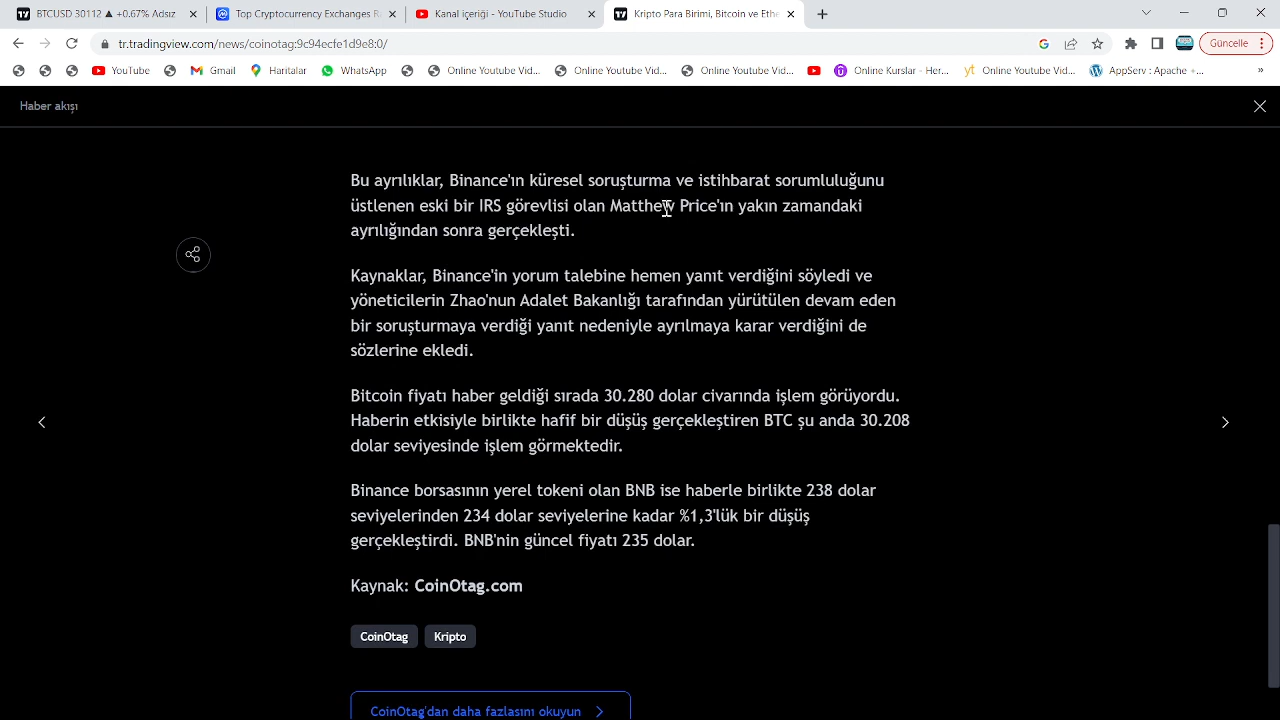 BTCUSD 30112 ▲ +0.67% Adsız
Top Cryptocurrency Exchanges R
Kanal içeriği - YouTube Studio
Kripto Para Birimi, Bitcoin ve Ethe
tr.tradingview.com/news/coinotag:9c94ecfe1d9e8:0/
Güncelle
YouTube
Gmail
Haritalar
WhatsApp
Online Youtube Vid...
Online Youtube Vid...
Online Youtube Vid...
Online Kurslar - Her...
Online Youtube Vid...
AppServ : Apache +...
Haber akışı
Bu ayrılıklar, Binance'ın küresel soruşturma ve istihbarat sorumluluğunu
üstlenen eski bir IRS görevlisi olan Matthew Price'ın yakın zamandaki
ayrılığından sonra gerçekleşti.
Kaynaklar, Binance'in yorum talebine hemen yanıt verdiğini söyledi ve
yöneticilerin Zhao'nun Adalet Bakanlığı tarafından yürütülen devam eden
bir soruşturmaya verdiği yanıt nedeniyle ayrılmaya karar verdiğini de
sözlerine ekledi.
Bitcoin fiyatı haber geldiği sırada 30.280 dolar civarında işlem görüyordu.
Haberin etkisiyle birlikte hafif bir düşüş gerçekleştiren BTC şu anda 30.208
dolar seviyesinde işlem görmektedir.
Binance borsasının yerel tokeni olan BNB ise haberle birlikte 238 dolar
seviyelerinden 234 dolar seviyelerine kadar %1,3'lük bir düşüş
gerçekleştirdi. BNB'nin güncel fiyatı 235 dolar.
Kaynak: CoinOtag.com
CoinOtag
Kripto
CoinOtag'dan daha fazlasını okuyun